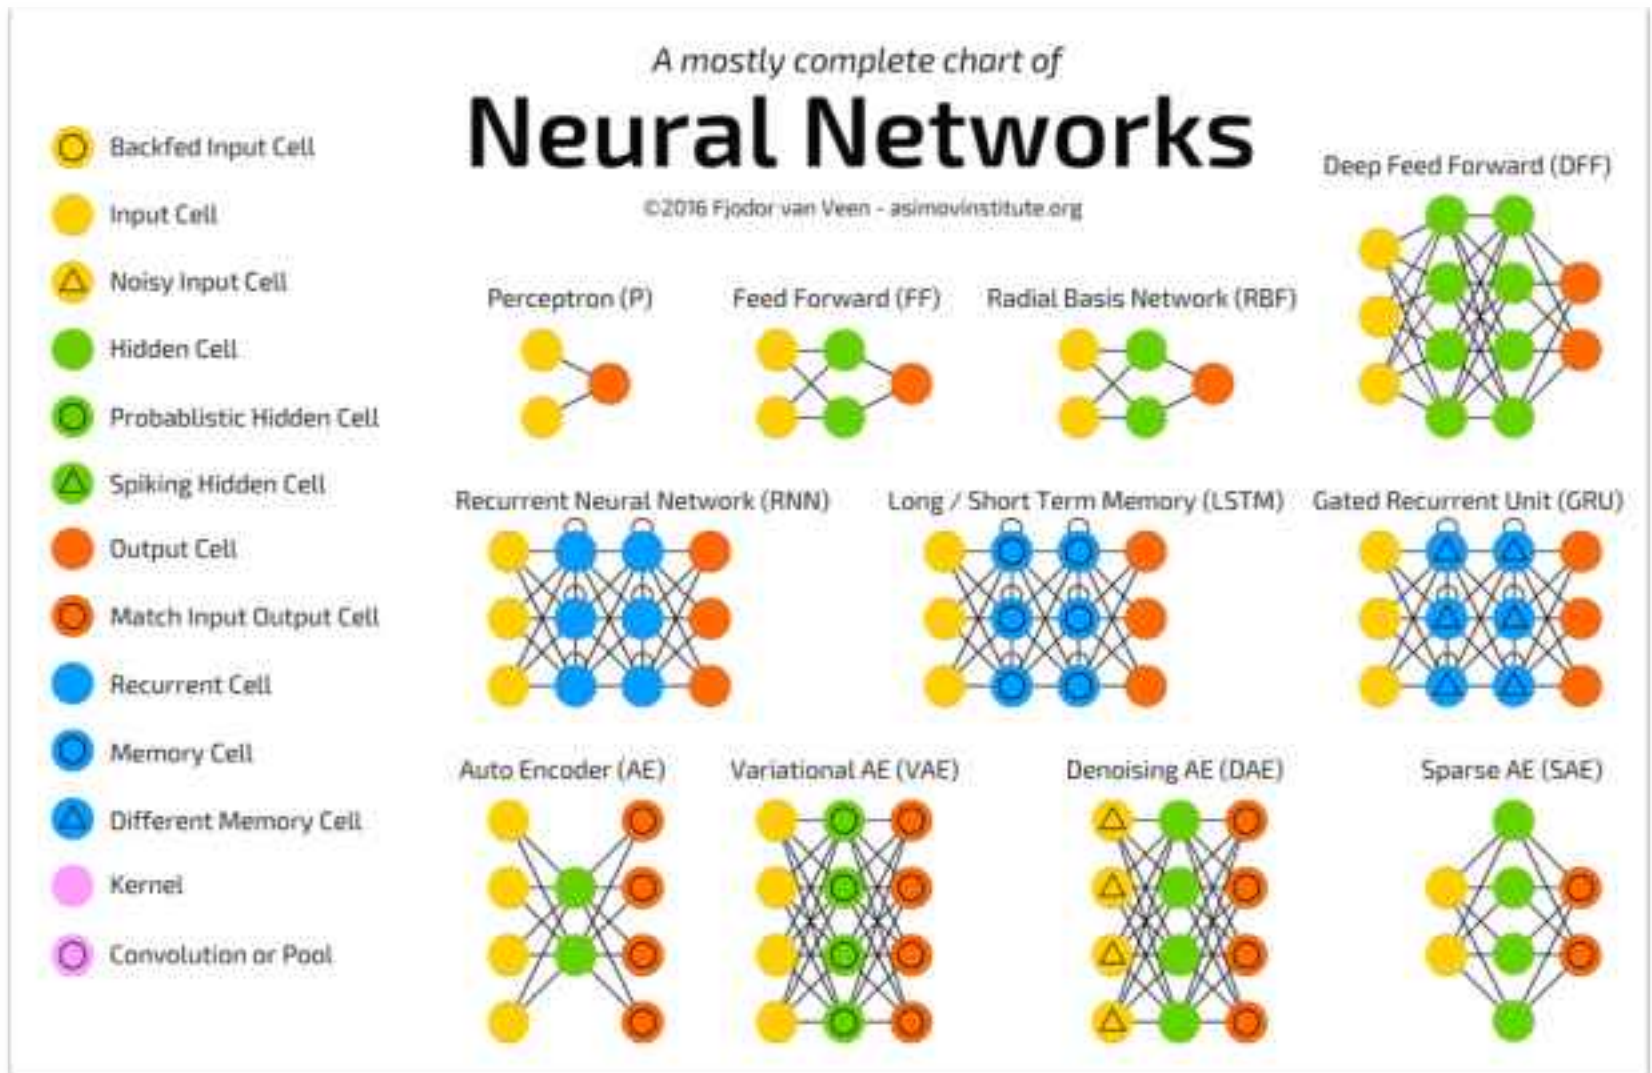 A mostly complete chart of
Neural Networks
©2016 Fjodor van Veen - asimovinstitute.org
Backfed Input Cell
Input Cell
Noisy Input Cell
Hidden Cell
Probablistic Hidden Cell
Spiking Hidden Cell
Output Cell
Match Input Output Cell
Recurrent Cell
Memory Cell
Different Memory Cell
Kernel
Convolution or Pool
Deep Feed Forward (DFF)
Perceptron (P)
Feed Forward (FF)
Radial Basis Network (RBF)
Recurrent Neural Network (RNN)
Long / Short Term Memory (LSTM)
Gated Recurrent Unit (GRU)
Auto Encoder (AE)
Variational AE (VAE)
Denoising AE (DAE)
Sparse AE (SAE)